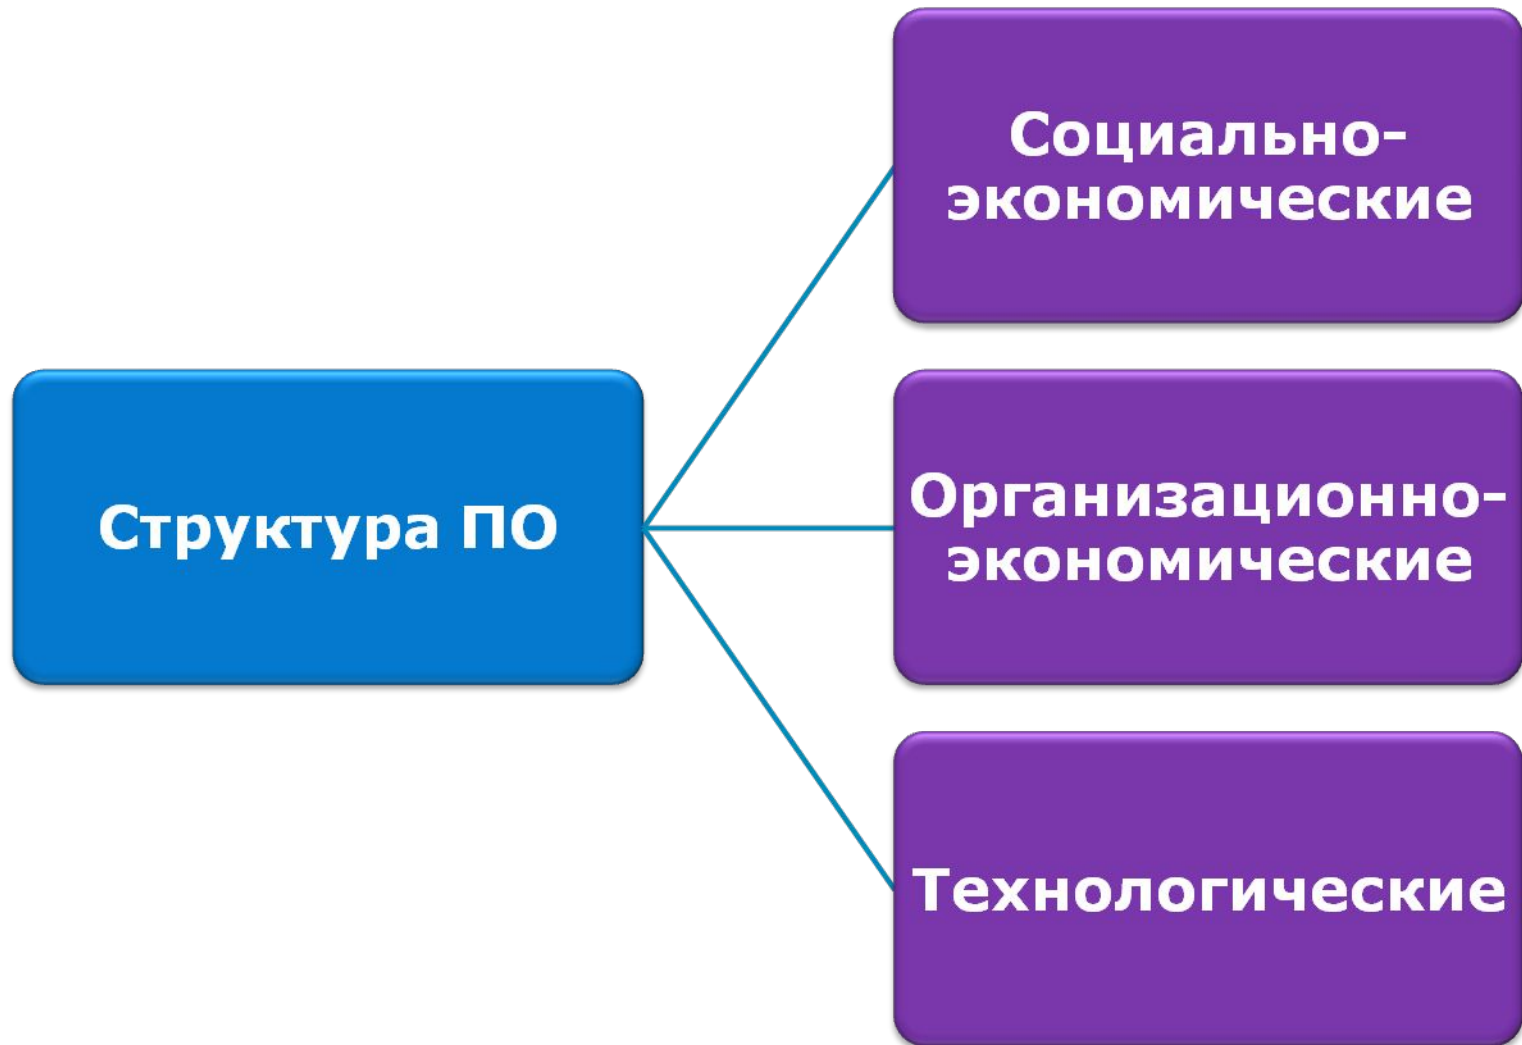 Социально-
экономические
Структура ПО
Организационно-
экономические
Технологические